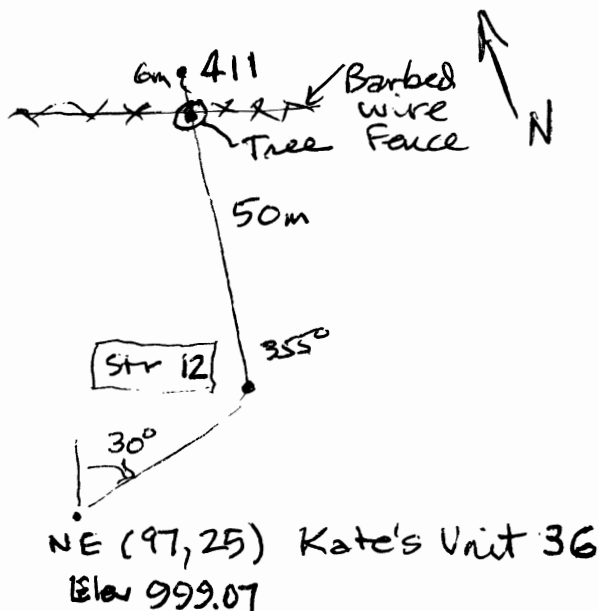 6m 411
Barbed
wire
Fence
Tree
N
50m
355°
Str 12
30°
NE (97,25) Kate's Unit 36
Elev 999.07